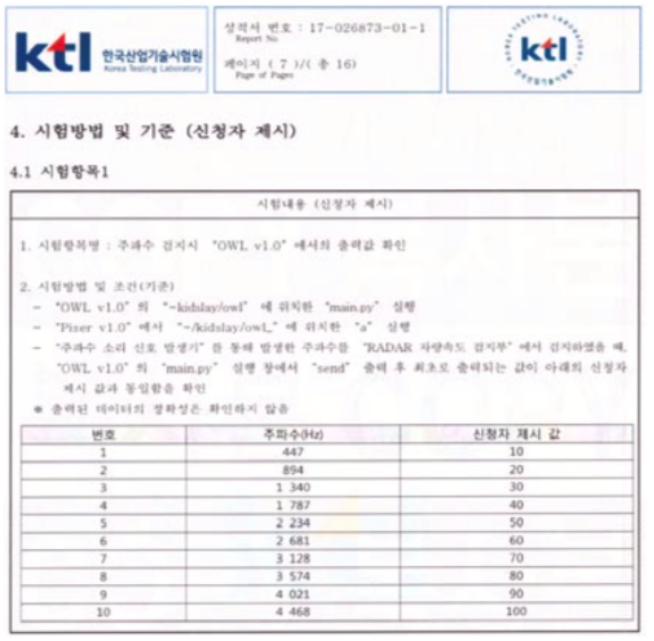 ktl 한국산업기술시험원
Korea Testing Laboratory
성적서 번호 : 17-026873-01-1
Report No
페이지 ( 7 )/( 총 16)
Page of Pages
KOREA TESTING LABORATORY
ktl
한국산업기술시험원
4. 시험방법 및 기준 (신청자 제시)
4.1 시험항목1
시험내용 (신청자 제시)
1. 시험항목명 : 주파수 검지시 "OWL v1.0" 에서의 출력값 확인
2. 시험방법 및 조건(기준)
- "OWL v1.0" 의 "~kidslay/owl" 에 위치한 "main.py" 실행
- "Piser v1.0" 에서 "~/kidslay/owl_" 에 위치한 "a" 실행
- "주파수 소리 신호 발생기" 를 통해 발생한 주파수를 "RADAR 차량속도 검지부" 에서 검지하였을 때,
"OWL v1.0" 의 "main.py" 실행 창에서 "send" 출력 후 최초로 출력되는 값이 아래의 신청자
제시 값과 동일함을 확인
※ 출력된 데이터의 정확성은 확인하지 않음
번호 주파수(Hz) 신청자 제시 값
1 447 10
2 894 20
3 1 340 30
4 1 787 40
5 2 234 50
6 2 681 60
7 3 128 70
8 3 574 80
9 4 021 90
10 4 468 100